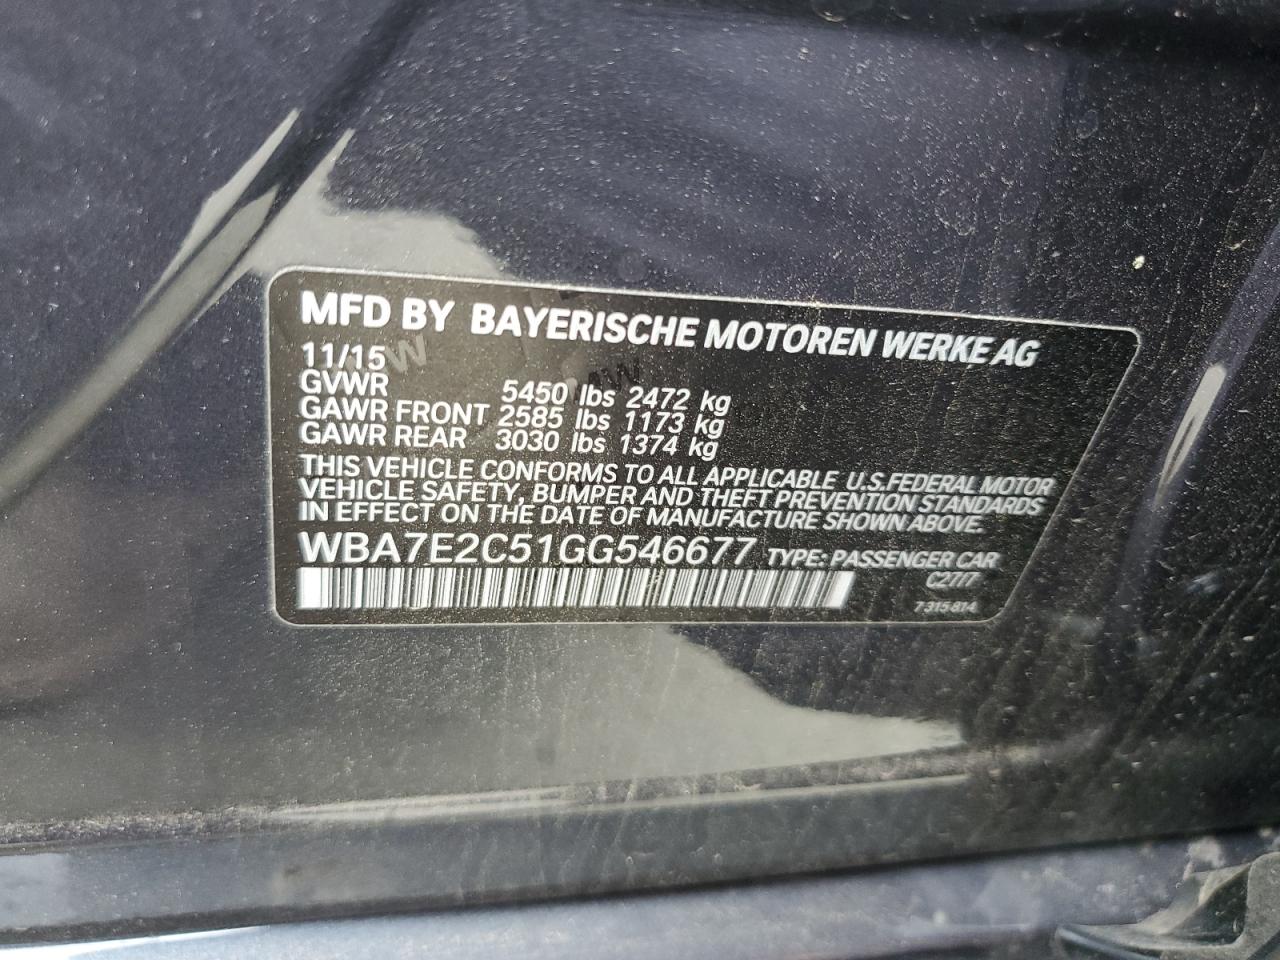 MFD BY BAYERISCHE MOTOREN WERKE AG
11/15
GVWR 5450 lbs 2472 kg
GAWR FRONT 2585 lbs 1173 kg
GAWR REAR 3030 lbs 1374 kg
THIS VEHICLE CONFORMS TO ALL APPLICABLE U.S.FEDERAL MOTOR
VEHICLE SAFETY, BUMPER AND THEFT PREVENTION STANDARDS
IN EFFECT ON THE DATE OF MANUFACTURE SHOWN ABOVE.
WBA7E2C51GG546677 TYPE: PASSENGER CAR
C27/7
7 315 814